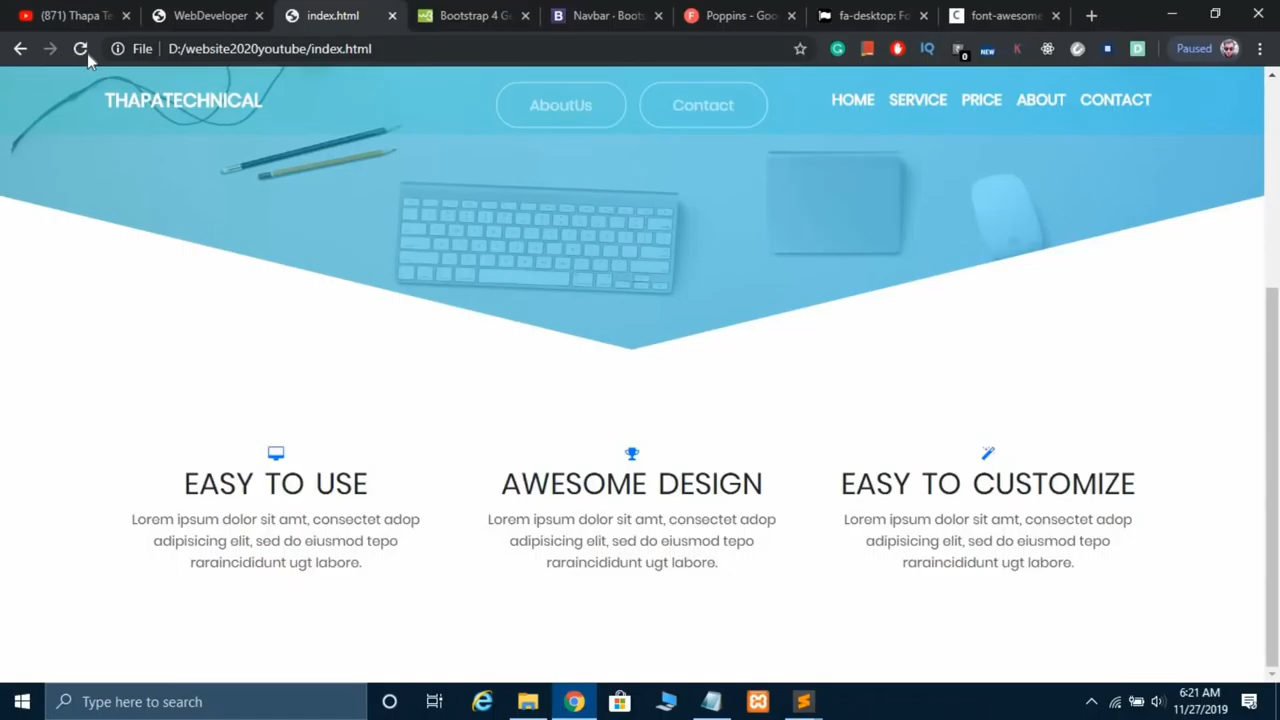 (871) Thapa Te
WebDeveloper
index.html
Bootstrap 4 G
Navbar · Boots
Poppins - Goo
fa-desktop: Fo
font-awesome
File
D:/website2020youtube/index.html
IQ
0
NEW
K
D
Paused
THAPATECHNICAL
AboutUs
Contact
HOME SERVICE PRICE ABOUT CONTACT
EASY TO USE
Lorem ipsum dolor sit amt, consectet adop
adipisicing elit, sed do eiusmod tepo
raraincididunt ugt labore.
AWESOME DESIGN
Lorem ipsum dolor sit amt, consectet adop
adipisicing elit, sed do eiusmod tepo
raraincididunt ugt labore.
EASY TO CUSTOMIZE
Lorem ipsum dolor sit amt, consectet adop
adipisicing elit, sed do eiusmod tepo
raraincididunt ugt labore.
Type here to search
6:21 AM
11/27/2019